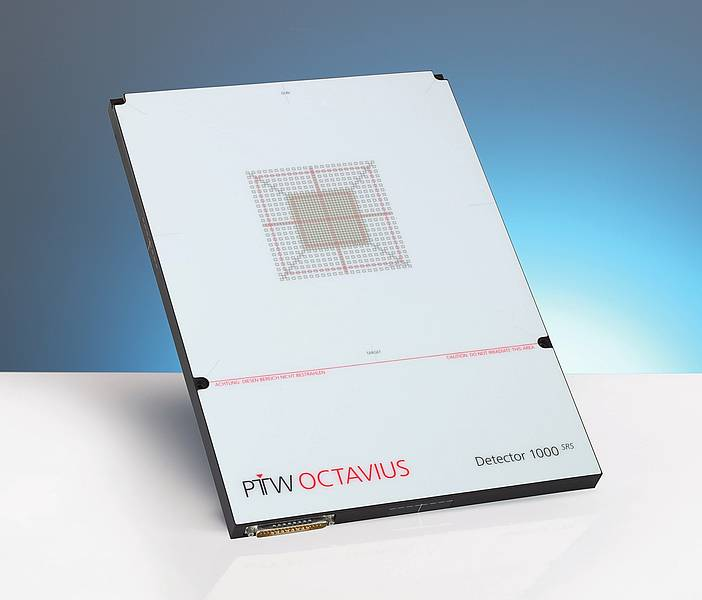 GUN
TARGET
ACHTUNG: DIESEN BEREICH NICHT BESTRAHLEN
CAUTION: DO NOT IRRADIATE THIS AREA
PTW OCTAVIUS
Detector 1000 SRS